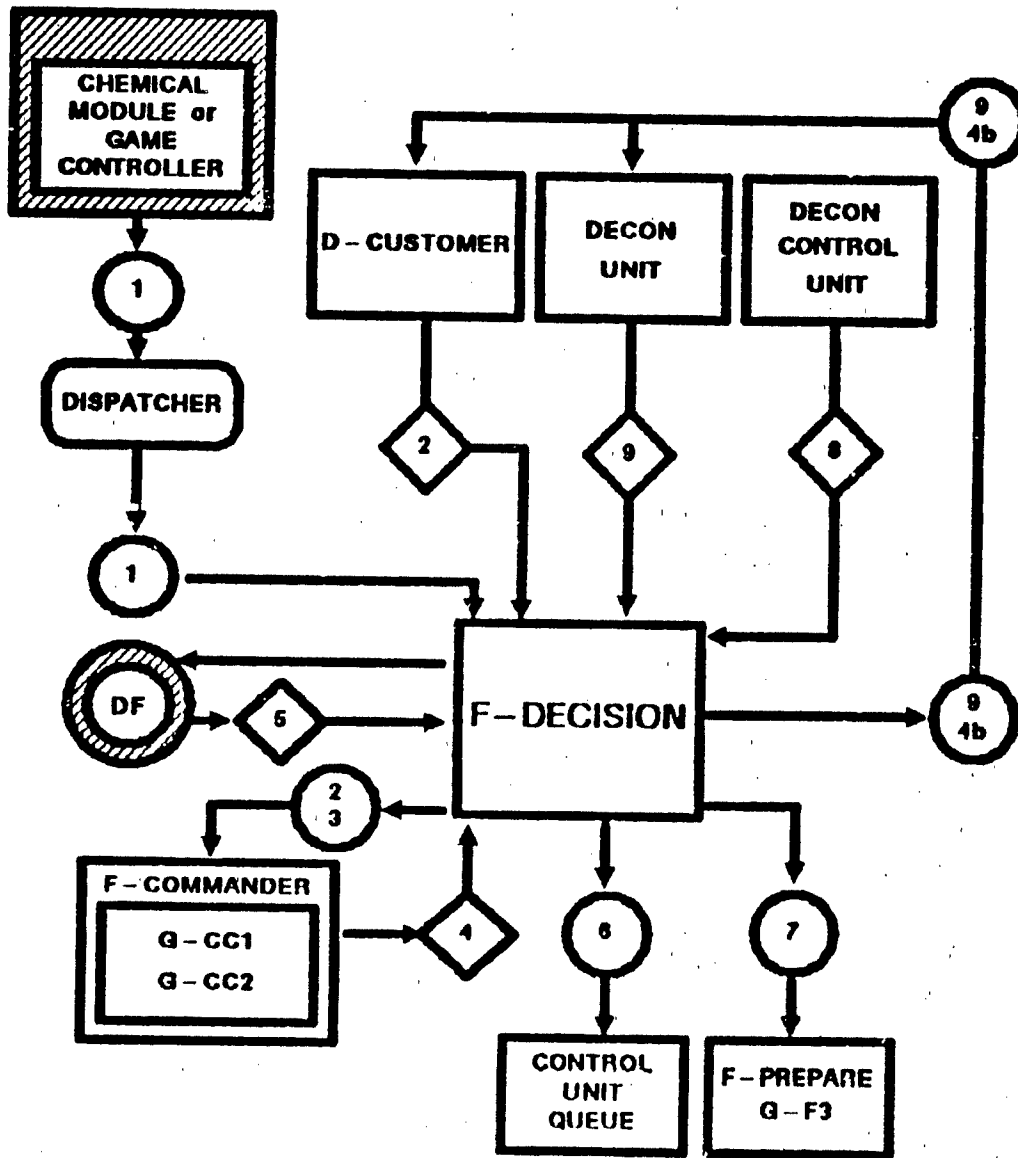 CHEMICAL
MODULE or
GAME
CONTROLLER
9
4b
D-CUSTOMER
DECON
UNIT
DECON
CONTROL
UNIT
1
DISPATCHER
2
9
8
1
DF
5
F-DECISION
9
4b
2
3
F-COMMANDER
G-CC1
G-CC2
4
6
7
CONTROL
UNIT
QUEUE
F-PREPARE
G-F3